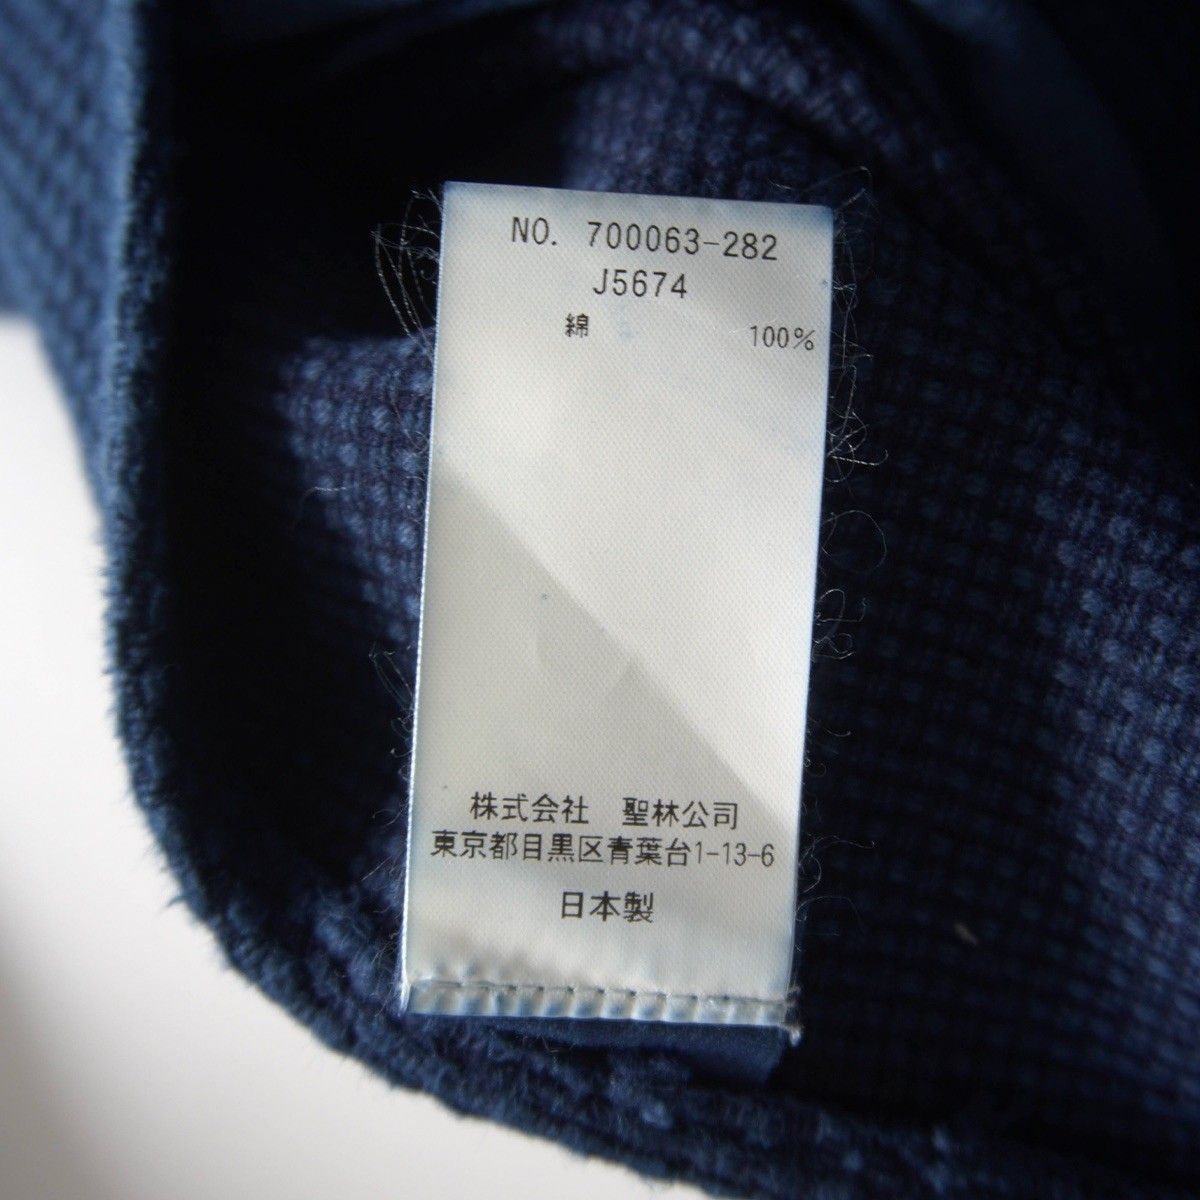 NO. 700063-282
J5674
綿 100%
株式会社 聖林公司
東京都目黒区青葉台1-13-6
日本製